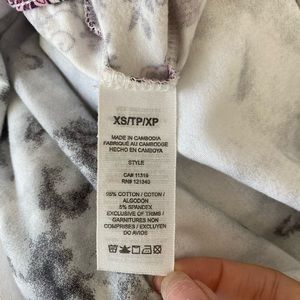 XS/TP/XP
MADE IN CAMBODIA
FABRIQUÉ AU CAMBODGE
HECHO EN CAMBOYA
STYLE
CA# 11319
RN# 121340
95% COTTON / COTON /
ALGODÓN
5% SPANDEX
EXCLUSIVE OF TRIMS /
GARNITURES NON
COMPRISES / EXCLUYEN
DO AVIOS